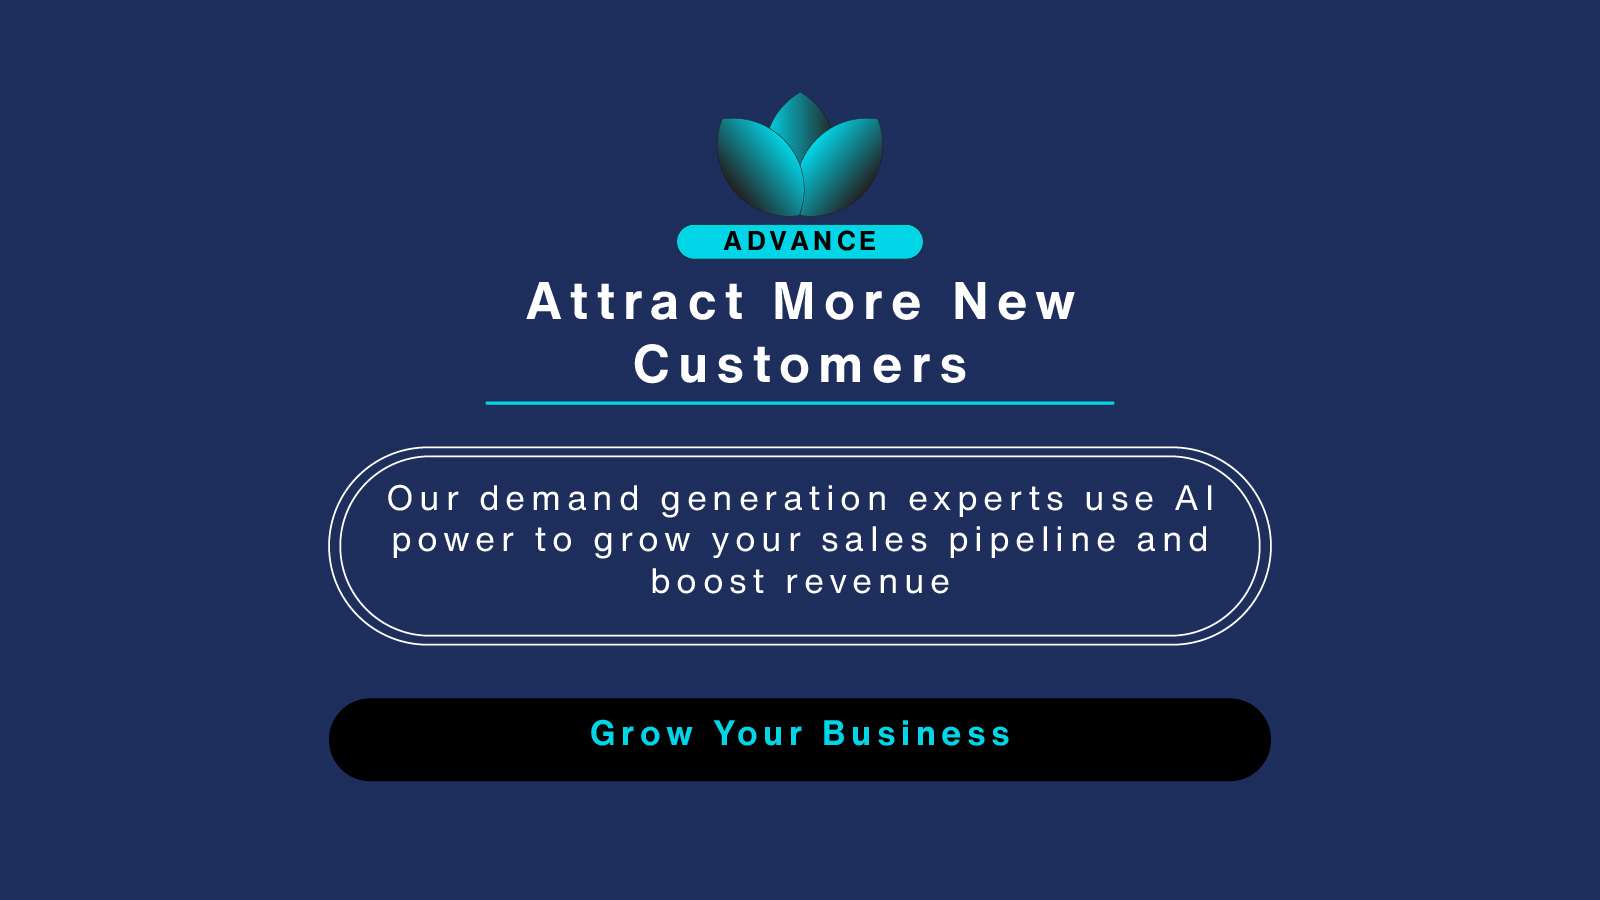 ADVANCE
Attract More New
Customers
Our demand generation experts use AI
power to grow your sales pipeline and
boost revenue
Grow Your Business